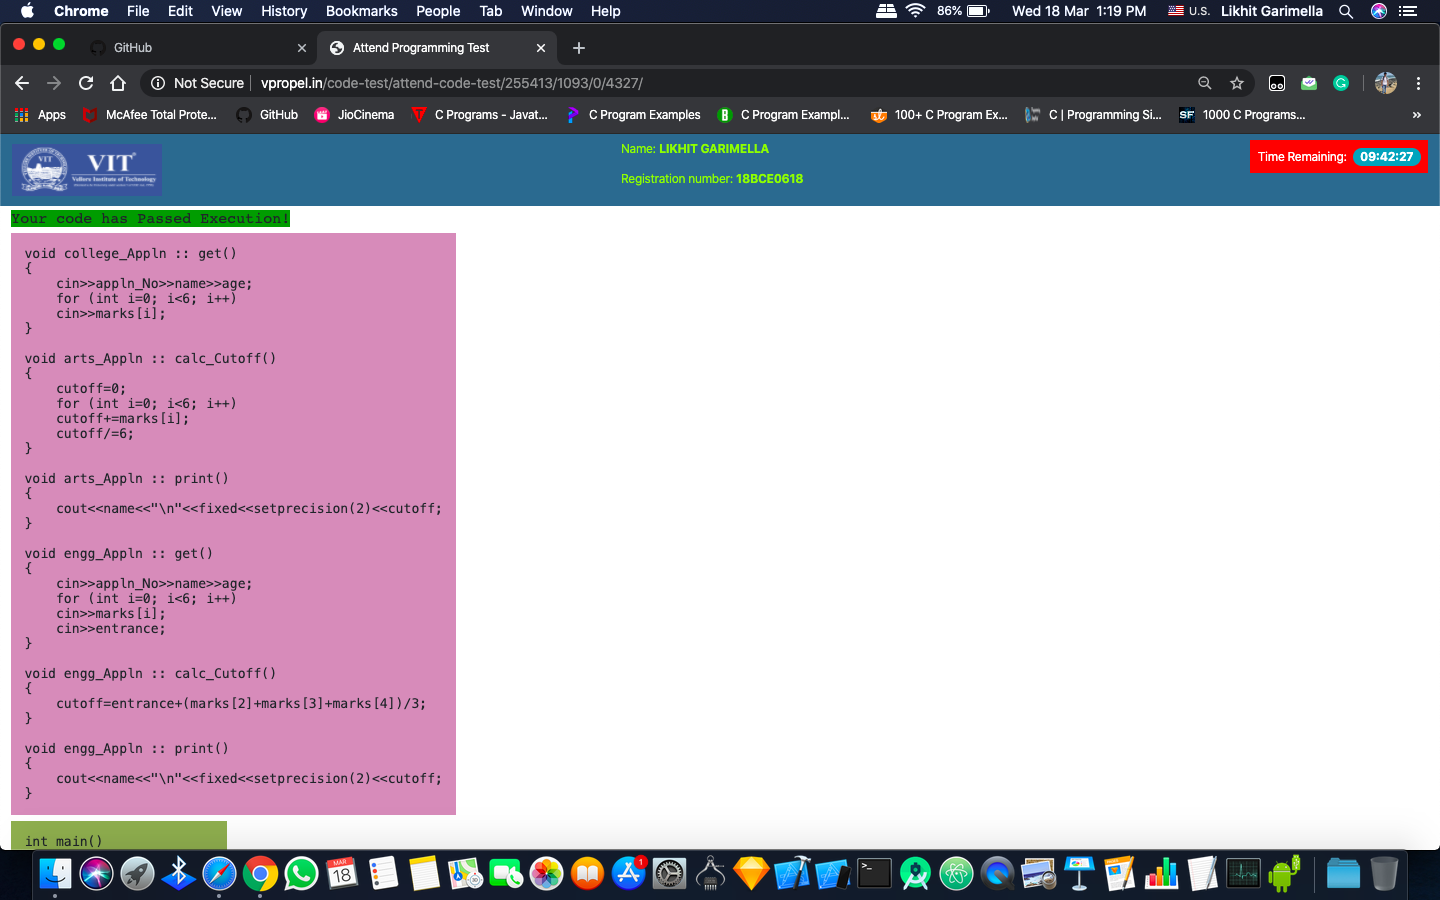 Chrome File Edit View History Bookmarks People Tab Window Help 86% Wed 18 Mar 1:19 PM U.S. Likhit Garimella
GitHub Attend Programming Test
Not Secure vpropel.in/code-test/attend-code-test/255413/1093/0/4327/
Apps McAfee Total Prote... GitHub JioCinema C Programs - Javat... C Program Examples C Program Exampl... 100+ C Program Ex... C | Programming Si... 1000 C Programs... »
VIT VIT
Vellore Institute of Technology
Name: LIKHIT GARIMELLA
Registration number: 18BCE0618
Time Remaining: 09:42:27
Your code has Passed Execution!
void college_Appln :: get()
{
cin>>appln_No>>name>>age;
for (int i=0; i<6; i++)
cin>>marks[i];
}
void arts_Appln :: calc_Cutoff()
{
cutoff=0;
for (int i=0; i<6; i++)
cutoff+=marks[i];
cutoff/=6;
}
void arts_Appln :: print()
{
cout<<name<<"\n"<<fixed<<setprecision(2)<<cutoff;
}
void engg_Appln :: get()
{
cin>>appln_No>>name>>age;
for (int i=0; i<6; i++)
cin>>marks[i];
cin>>entrance;
}
void engg_Appln :: calc_Cutoff()
{
cutoff=entrance+(marks[2]+marks[3]+marks[4])/3;
}
void engg_Appln :: print()
{
cout<<name<<"\n"<<fixed<<setprecision(2)<<cutoff;
}
int main()
MAR
18
1